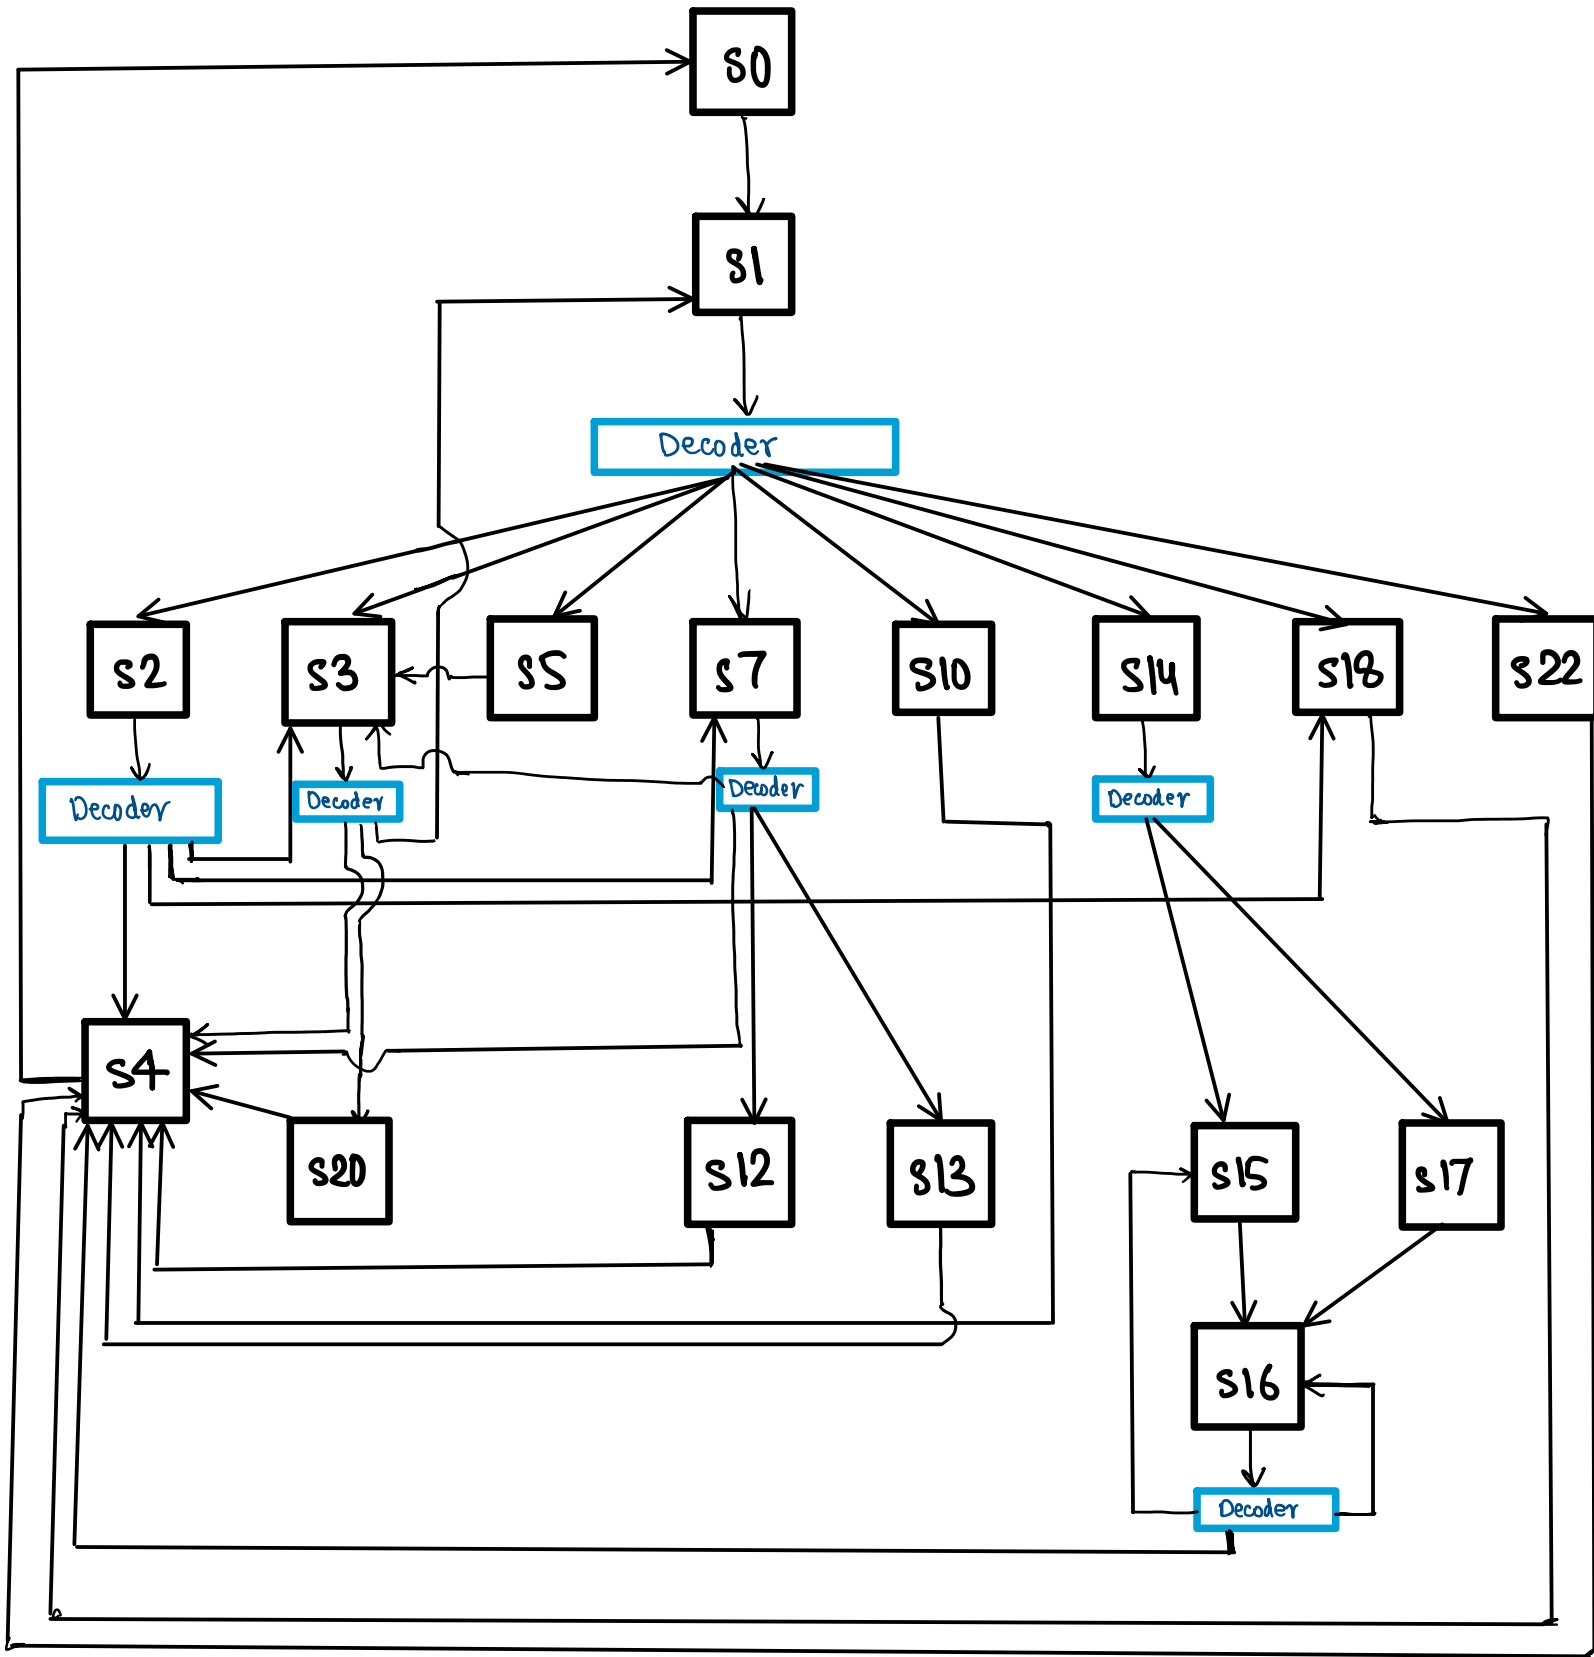 S0
S1
Decoder
S2
S3
S5
S7
S10
S14
S18
S22
Decoder
Decoder
Decoder
Decoder
S4
S20
S12
S13
S15
S17
S16
Decoder